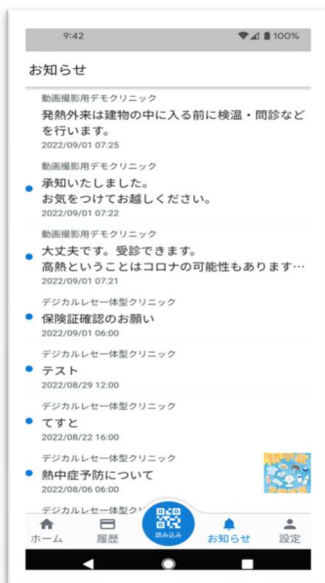 9:42
100%
お知らせ
動画撮影用デモクリニック
発熱外来は建物の中に入る前に検温・問診など
を行います。
2022/09/01 07:25
動画撮影用デモクリニック
承知いたしました。
お気をつけてお越しください。
2022/09/01 07:22
動画撮影用デモクリニック
大丈夫です。受診できます。
高熱ということはコロナの可能性もあります…
2022/09/01 07:21
デジカルレセ一体型クリニック
保険証確認のお願い
2022/09/01 06:00
デジカルレセ一体型クリニック
テスト
2022/08/29 12:00
デジカルレセ一体型クリニック
てすと
2022/08/22 16:00
デジカルレセ一体型クリニック
熱中症予防について
2022/08/06 06:00
デジカルレセ一体型クリ
ホーム
履歴
読み込み
お知らせ
設定